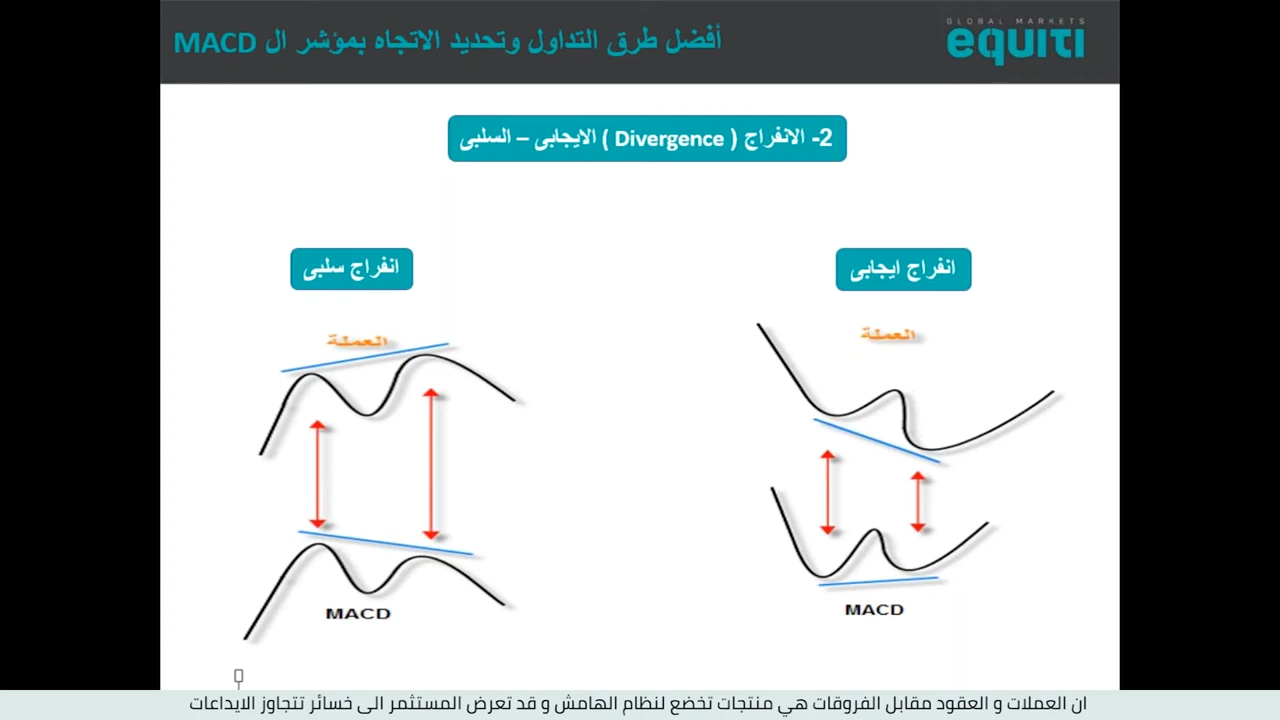 GLOBAL MARKETS
equiti
أفضل طرق التداول وتحديد الاتجاه بمؤشر ال MACD
2- الانفراج ( Divergence ) الايجابى – السلبى
انفراج ايجابى
انفراج سلبى
العملة
العملة
MACD
MACD
ان العملات و العقود مقابل الفروقات هي منتجات تخضع لنظام الهامش و قد تعرض المستثمر الى خسائر تتجاوز الايداعات